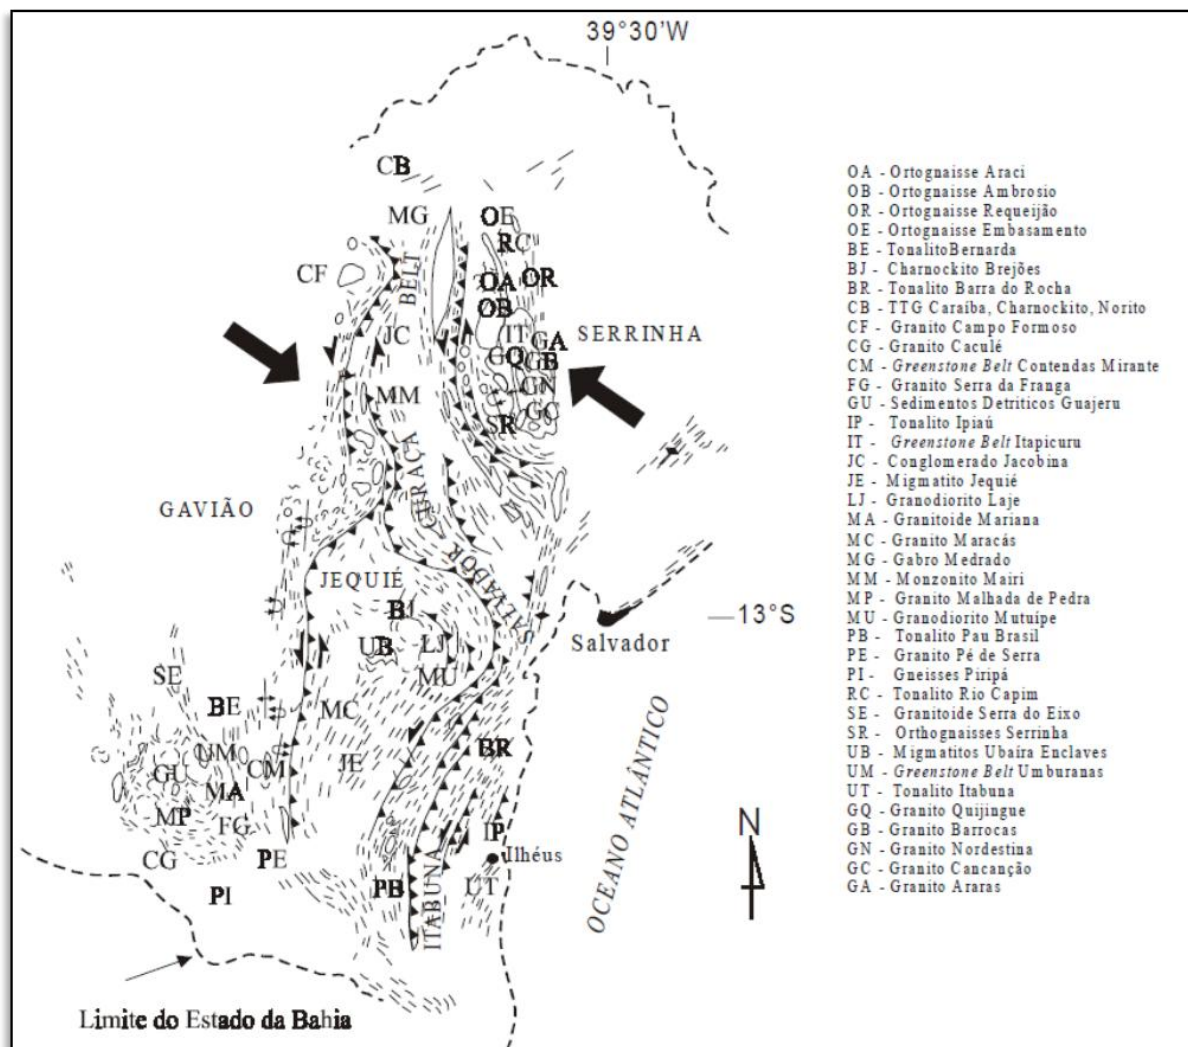 39°30'W
CB
MG
OE
RC
CF
BELT
OA
OR
OB
JC
IT
GA
SERRINHA
GQ
GB
MM
GN
GC
SR
CURAÇA
GAVIÃO
SALVADOR
JEQUIÉ
BJ
13°S
UB
LJ
Salvador
MU
SE
BE
MC
UM
BR
GU
CM
JE
MA
MP
FG
IP
N
CG
PE
Ilhéus
PI
PB
UT
ITABUNA
OCEANO ATLÂNTICO
Limite do Estado da Bahia
OA - Ortognaisse Araci
OB - Ortognaisse Ambrosio
OR - Ortognaisse Requeijão
OE - Ortognaisse Embasamento
BE - TonalitoBernarda
BJ - Charnockito Brejões
BR - Tonalito Barra do Rocha
CB - TTG Caraíba, Charnockito, Norito
CF - Granito Campo Formoso
CG - Granito Caculé
CM - Greenstone Belt Contendas Mirante
FG - Granito Serra da Franga
GU - Sedimentos Detriticos Guajeru
IP - Tonalito Ipiaú
IT - Greenstone Belt Itapicuru
JC - Conglomerado Jacobina
JE - Migmatito Jequié
LJ - Granodiorito Laje
MA - Granitoide Mariana
MC - Granito Maracás
MG - Gabro Medrado
MM - Monzonito Mairi
MP - Granito Malhada de Pedra
MU - Granodiorito Mutuípe
PB - Tonalito Pau Brasil
PE - Granito Pé de Serra
PI - Gneisses Piripá
RC - Tonalito Rio Capim
SE - Granitoide Serra do Eixo
SR - Orthognaisses Serrinha
UB - Migmatitos Ubaíra Enclaves
UM - Greenstone Belt Umburanas
UT - Tonalito Itabuna
GQ - Granito Quijingue
GB - Granito Barrocas
GN - Granito Nordestina
GC - Granito Cancanção
GA - Granito Araras